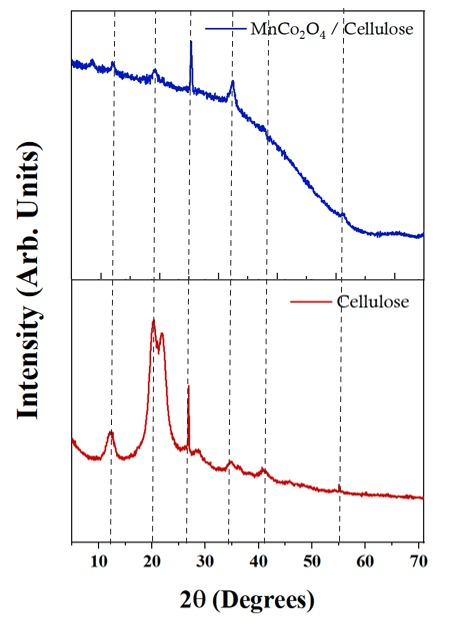 MnCo₂O₄ / Cellulose
Cellulose
Intensity (Arb. Units)
10 20 30 40 50 60 70
2θ (Degrees)